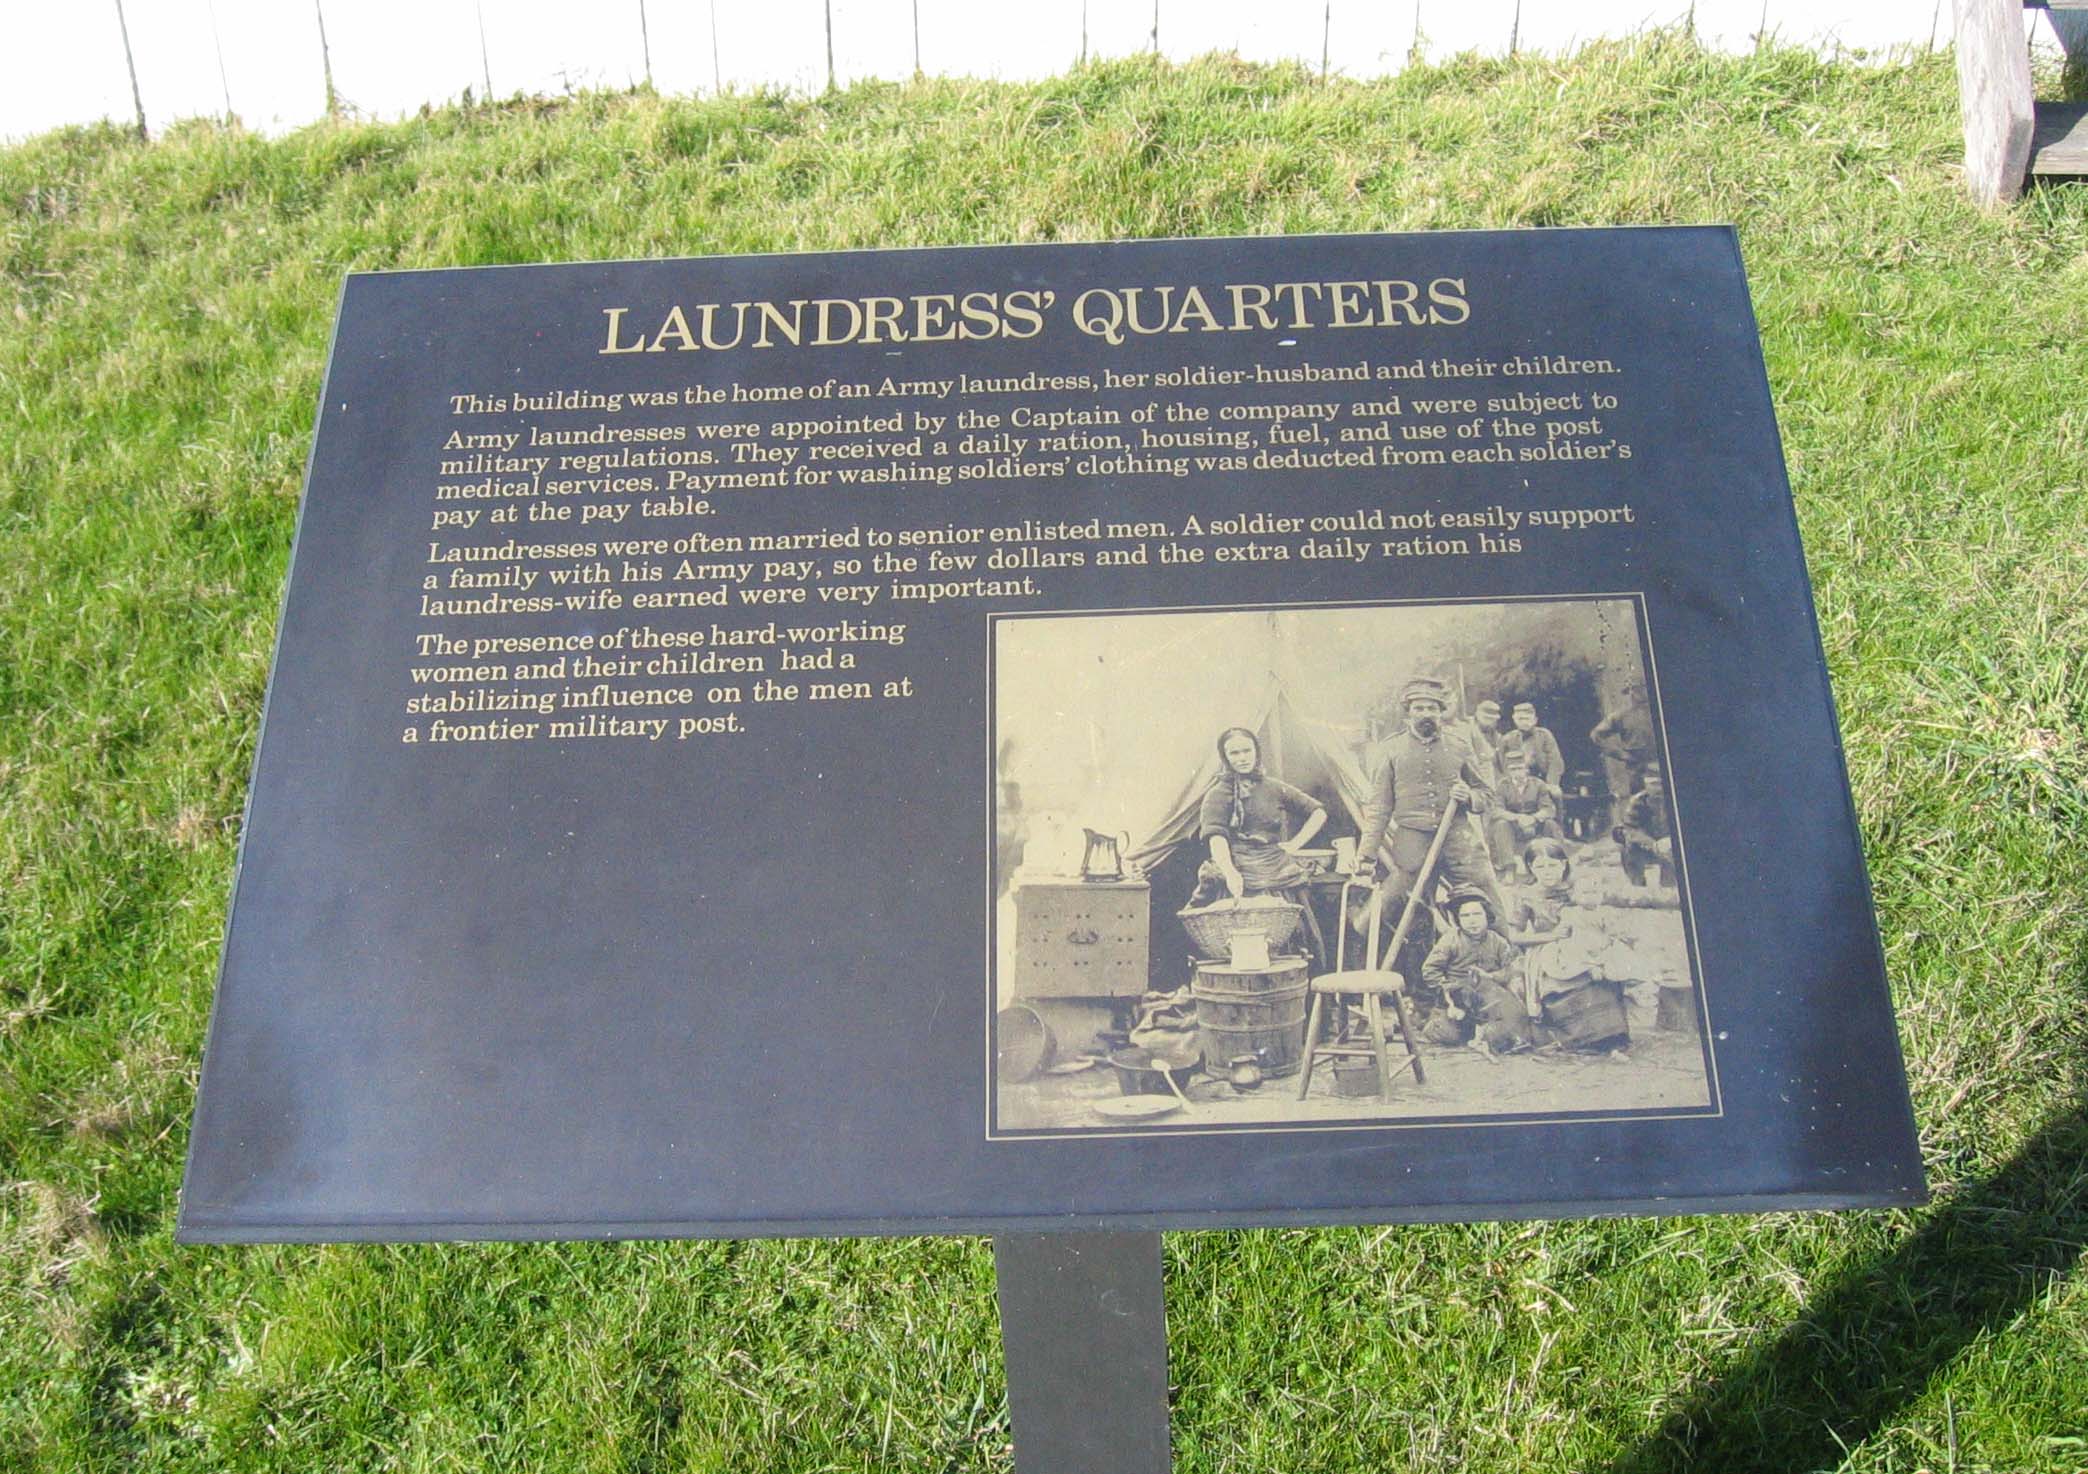 LAUNDRESS' QUARTERS
This building was the home of an Army laundress, her soldier-husband and their children.
Army laundresses were appointed by the Captain of the company and were subject to
military regulations. They received a daily ration, housing, fuel, and use of the post
medical services. Payment for washing soldiers' clothing was deducted from each soldier's
pay at the pay table.
Laundresses were often married to senior enlisted men. A soldier could not easily support
a family with his Army pay, so the few dollars and the extra daily ration his
laundress-wife earned were very important.
The presence of these hard-working
women and their children had a
stabilizing influence on the men at
a frontier military post.